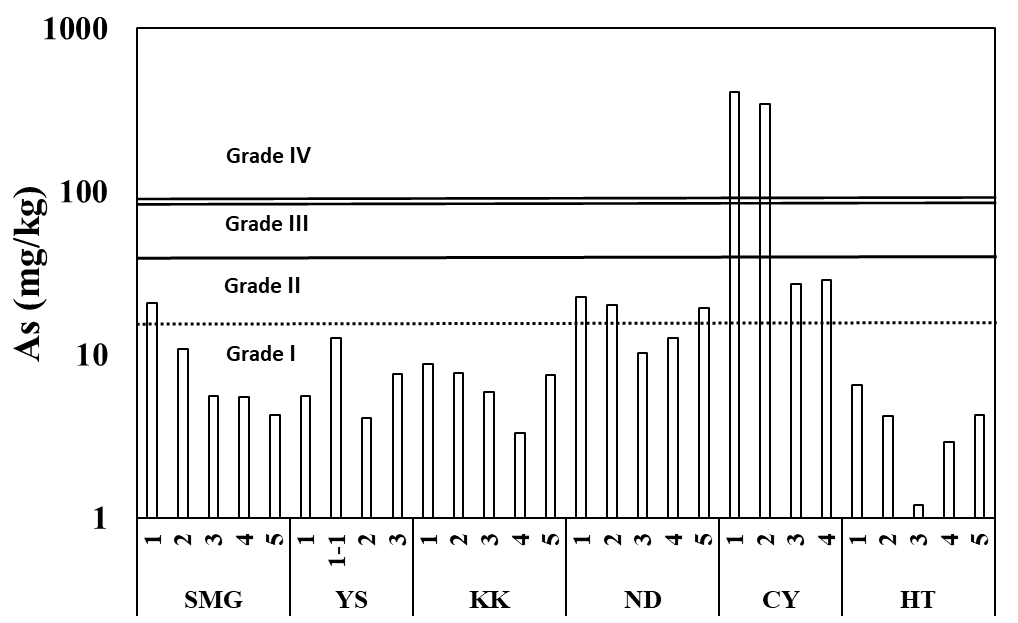 1000
Grade IV
100
Grade III
Grade II
As (mg/kg)
Grade I
10
1
1 2 3 4 5 1 1-1 2 3 1 2 3 4 5 1 2 3 4 5 1 2 3 4 1 2 3 4 5
SMG YS KK ND CY HT